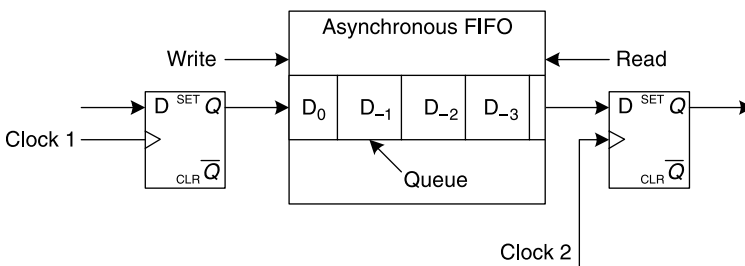 Asynchronous FIFO
Write
Read
D SET Q
D₀ D₋₁ D₋₂ D₋₃
D SET Q
Clock 1
CLR Q̅
Queue
CLR Q̅
Clock 2